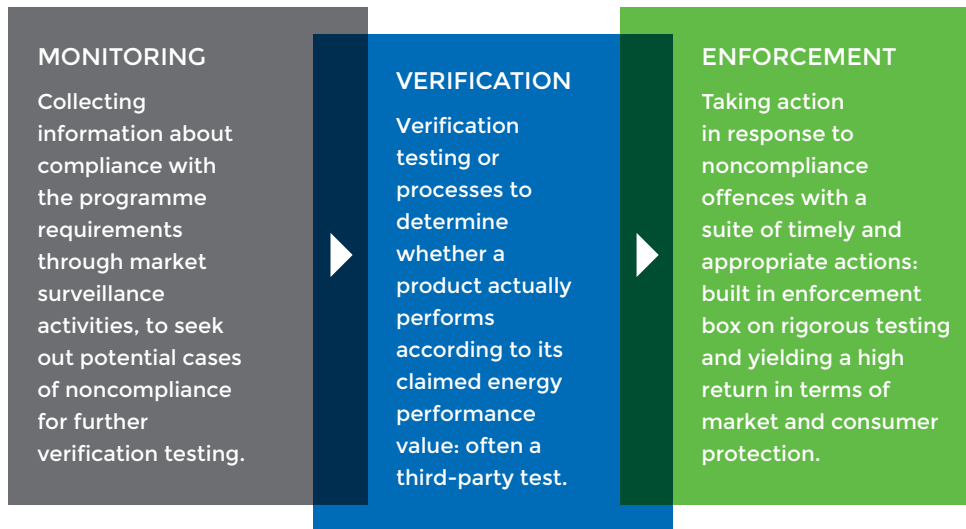 MONITORING
Collecting
information about
compliance with
the programme
requirements
through market
surveillance
activities, to seek
out potential cases
of noncompliance
for further
verification testing.
VERIFICATION
Verification
testing or
processes to
determine
whether a
product actually
performs
according to its
claimed energy
performance
value: often a
third-party test.
ENFORCEMENT
Taking action
in response to
noncompliance
offences with a
suite of timely and
appropriate actions:
built in enforcement
box on rigorous testing
and yielding a high
return in terms of
market and consumer
protection.